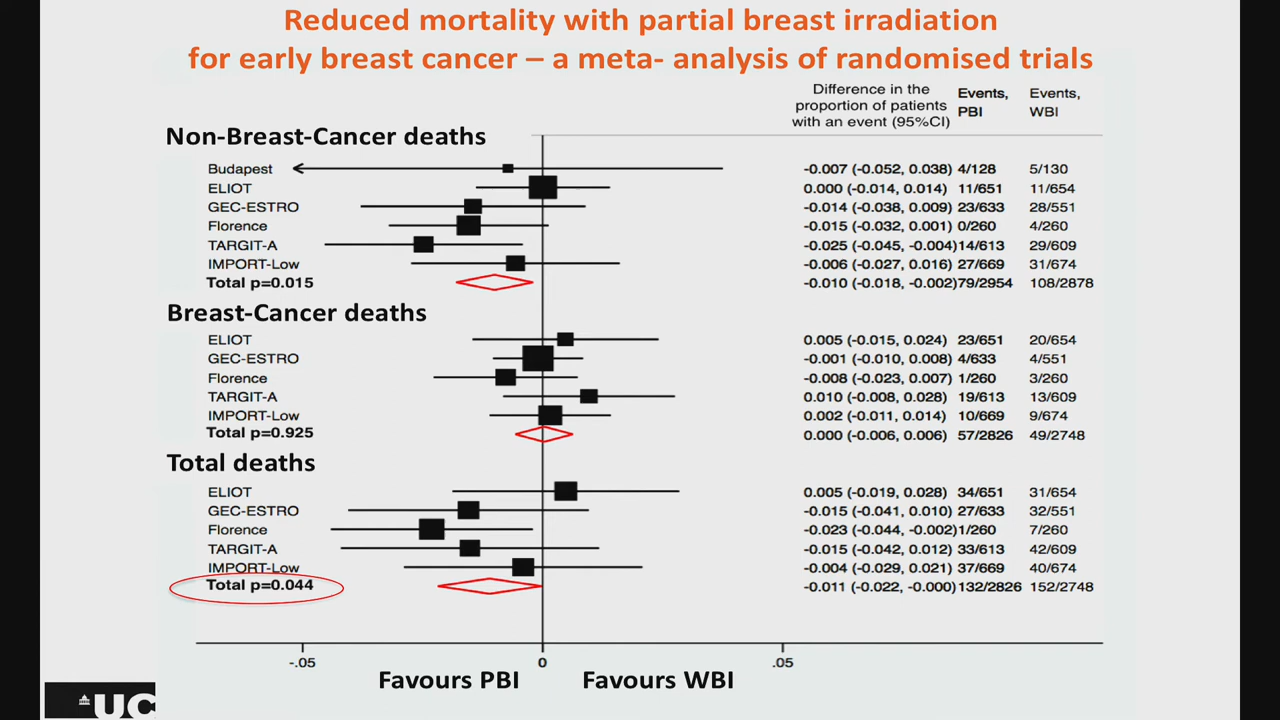 Reduced mortality with partial breast irradiation
for early breast cancer – a meta- analysis of randomised trials
Difference in the
proportion of patients
with an event (95%CI)
Events,
PBI
Events,
WBI
Non-Breast-Cancer deaths
Budapest -0.007 (-0.052, 0.038) 4/128 5/130
ELIOT 0.000 (-0.014, 0.014) 11/651 11/654
GEC-ESTRO -0.014 (-0.038, 0.009) 23/633 28/551
Florence -0.015 (-0.032, 0.001) 0/260 4/260
TARGIT-A -0.025 (-0.045, -0.004) 14/613 29/609
IMPORT-Low -0.006 (-0.027, 0.016) 27/669 31/674
Total p=0.015 -0.010 (-0.018, -0.002) 79/2954 108/2878
Breast-Cancer deaths
ELIOT 0.005 (-0.015, 0.024) 23/651 20/654
GEC-ESTRO -0.001 (-0.010, 0.008) 4/633 4/551
Florence -0.008 (-0.023, 0.007) 1/260 3/260
TARGIT-A 0.010 (-0.008, 0.028) 19/613 13/609
IMPORT-Low 0.002 (-0.011, 0.014) 10/669 9/674
Total p=0.925 0.000 (-0.006, 0.006) 57/2826 49/2748
Total deaths
ELIOT 0.005 (-0.019, 0.028) 34/651 31/654
GEC-ESTRO -0.015 (-0.041, 0.010) 27/633 32/551
Florence -0.023 (-0.044, -0.002) 1/260 7/260
TARGIT-A -0.015 (-0.042, 0.012) 33/613 42/609
IMPORT-Low -0.004 (-0.029, 0.021) 37/669 40/674
Total p=0.044 -0.011 (-0.022, -0.000) 132/2826 152/2748
-.05 0 .05
Favours PBI Favours WBI
UC